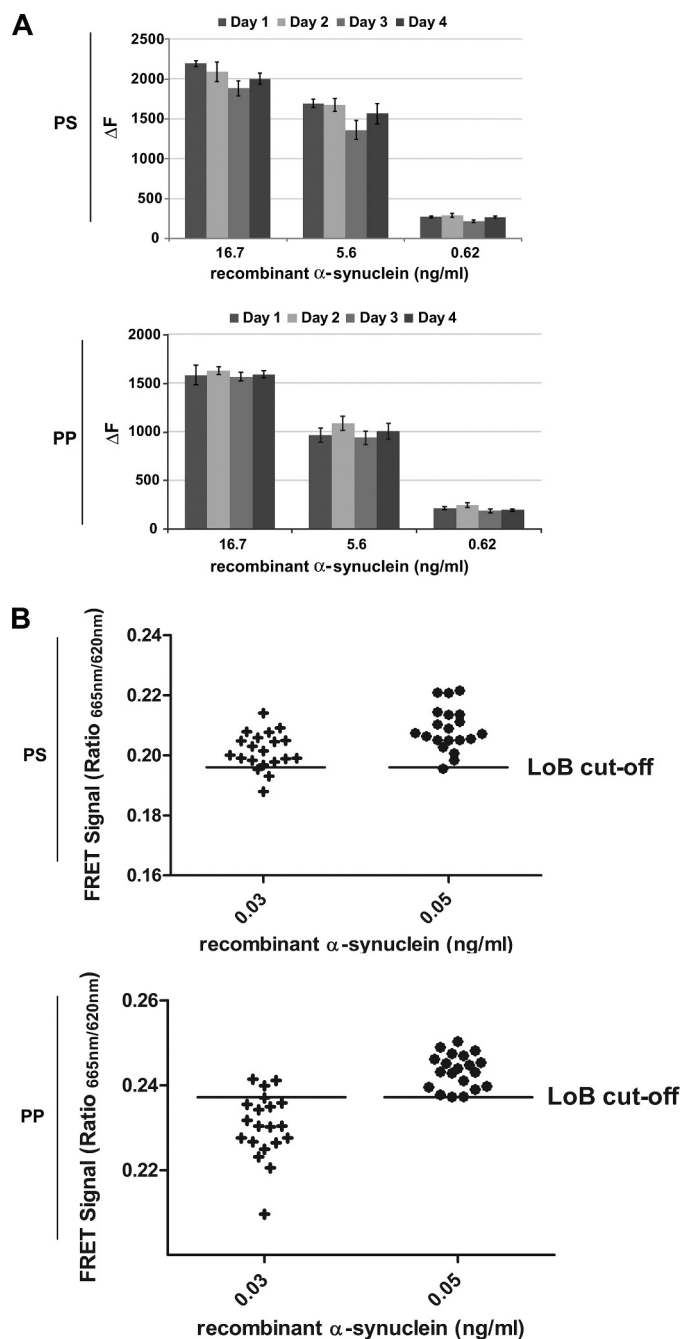 A
Day 1 Day 2 Day 3 Day 4
2500
2000
1500
1000
500
0
PS
ΔF
16.7 5.6 0.62
recombinant α-synuclein (ng/ml)
Day 1 Day 2 Day 3 Day 4
2000
1500
1000
500
0
PP
ΔF
16.7 5.6 0.62
recombinant α-synuclein (ng/ml)
B
PS
FRET Signal (Ratio 665nm/620nm)
0.24
0.22
0.20
0.18
0.16
LoB cut-off
0.03 0.05
recombinant α-synuclein (ng/ml)
PP
FRET Signal (Ratio 665nm/620nm)
0.26
0.24
0.22
LoB cut-off
0.03 0.05
recombinant α-synuclein (ng/ml)